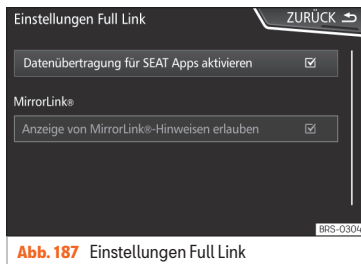 Einstellungen Full Link
ZURÜCK
Datenübertragung für SEAT Apps aktivieren
MirrorLink®
Anzeige von MirrorLink®-Hinweisen erlauben
BRS-0304
Abb. 187 Einstellungen Full Link